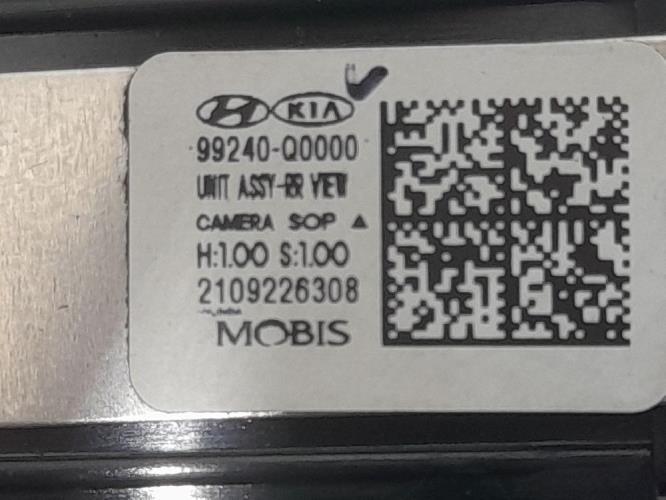 KIA
99240-Q0000
UNIT ASSY-RR VIEW
CAMERA SOP ▲
H:1.00 S:1.00
2109226308
MOBIS